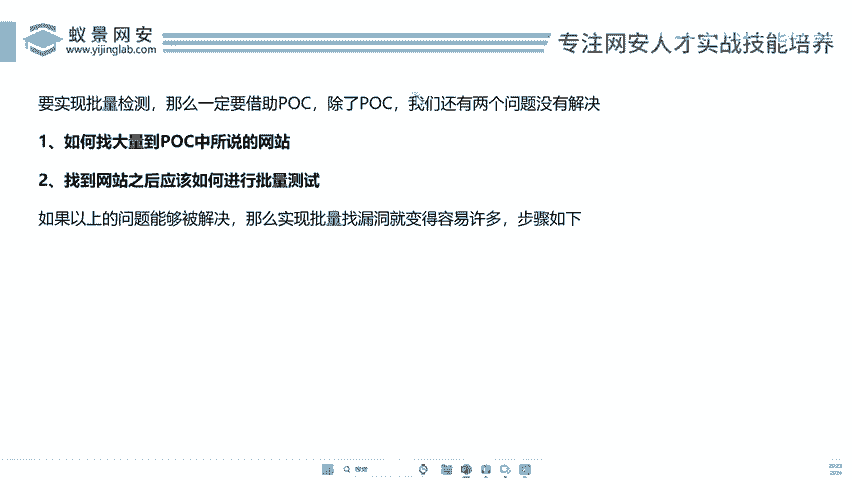 蚁景网安
www.yijinglab.com
专注网安人才实战技能培养
要实现批量检测，那么一定要借助POC，除了POC，我们还有两个问题没有解决
1、如何找大量到POC中所说的网站
2、找到网站之后应该如何进行批量测试
如果以上的问题能够被解决，那么实现批量找漏洞就变得容易许多，步骤如下